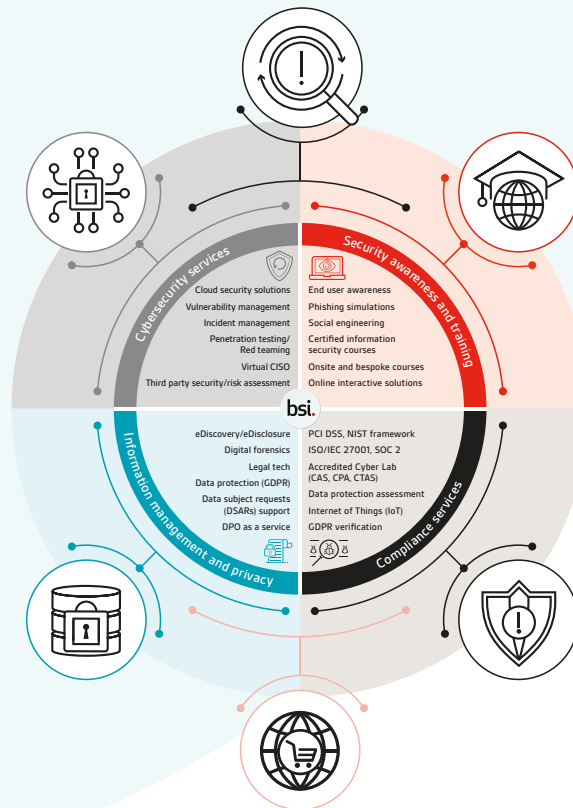 Cybersecurity services
Cloud security solutions
Vulnerability management
Incident management
Penetration testing/
Red teaming
Virtual CISO
Third party security/risk assessment
Security awareness and training
End user awareness
Phishing simulations
Social engineering
Certified information
security courses
Onsite and bespoke courses
Online interactive solutions
bsi.
Information management and privacy
eDiscovery/eDisclosure
Digital forensics
Legal tech
Data protection (GDPR)
Data subject requests
(DSARs) support
DPO as a service
Compliance services
PCI DSS, NIST framework
ISO/IEC 27001, SOC 2
Accredited Cyber Lab
(CAS, CPA, CTAS)
Data protection assessment
Internet of Things (IoT)
GDPR verification